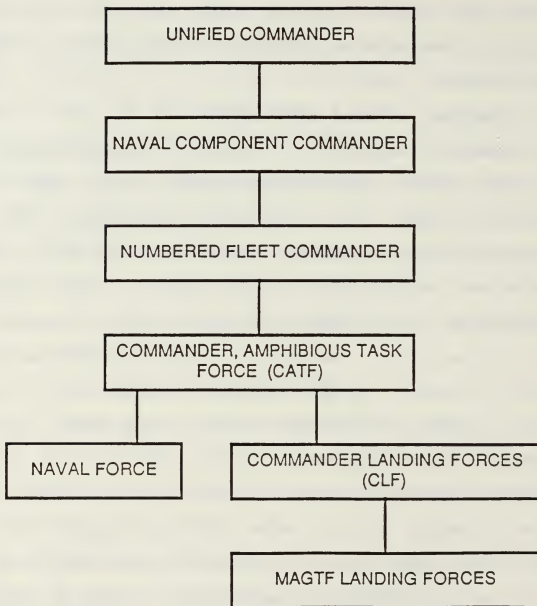 UNIFIED COMMANDER
NAVAL COMPONENT COMMANDER
NUMBERED FLEET COMMANDER
COMMANDER, AMPHIBIOUS TASK
FORCE (CATF)
NAVAL FORCE
COMMANDER LANDING FORCES
(CLF)
MAGTF LANDING FORCES